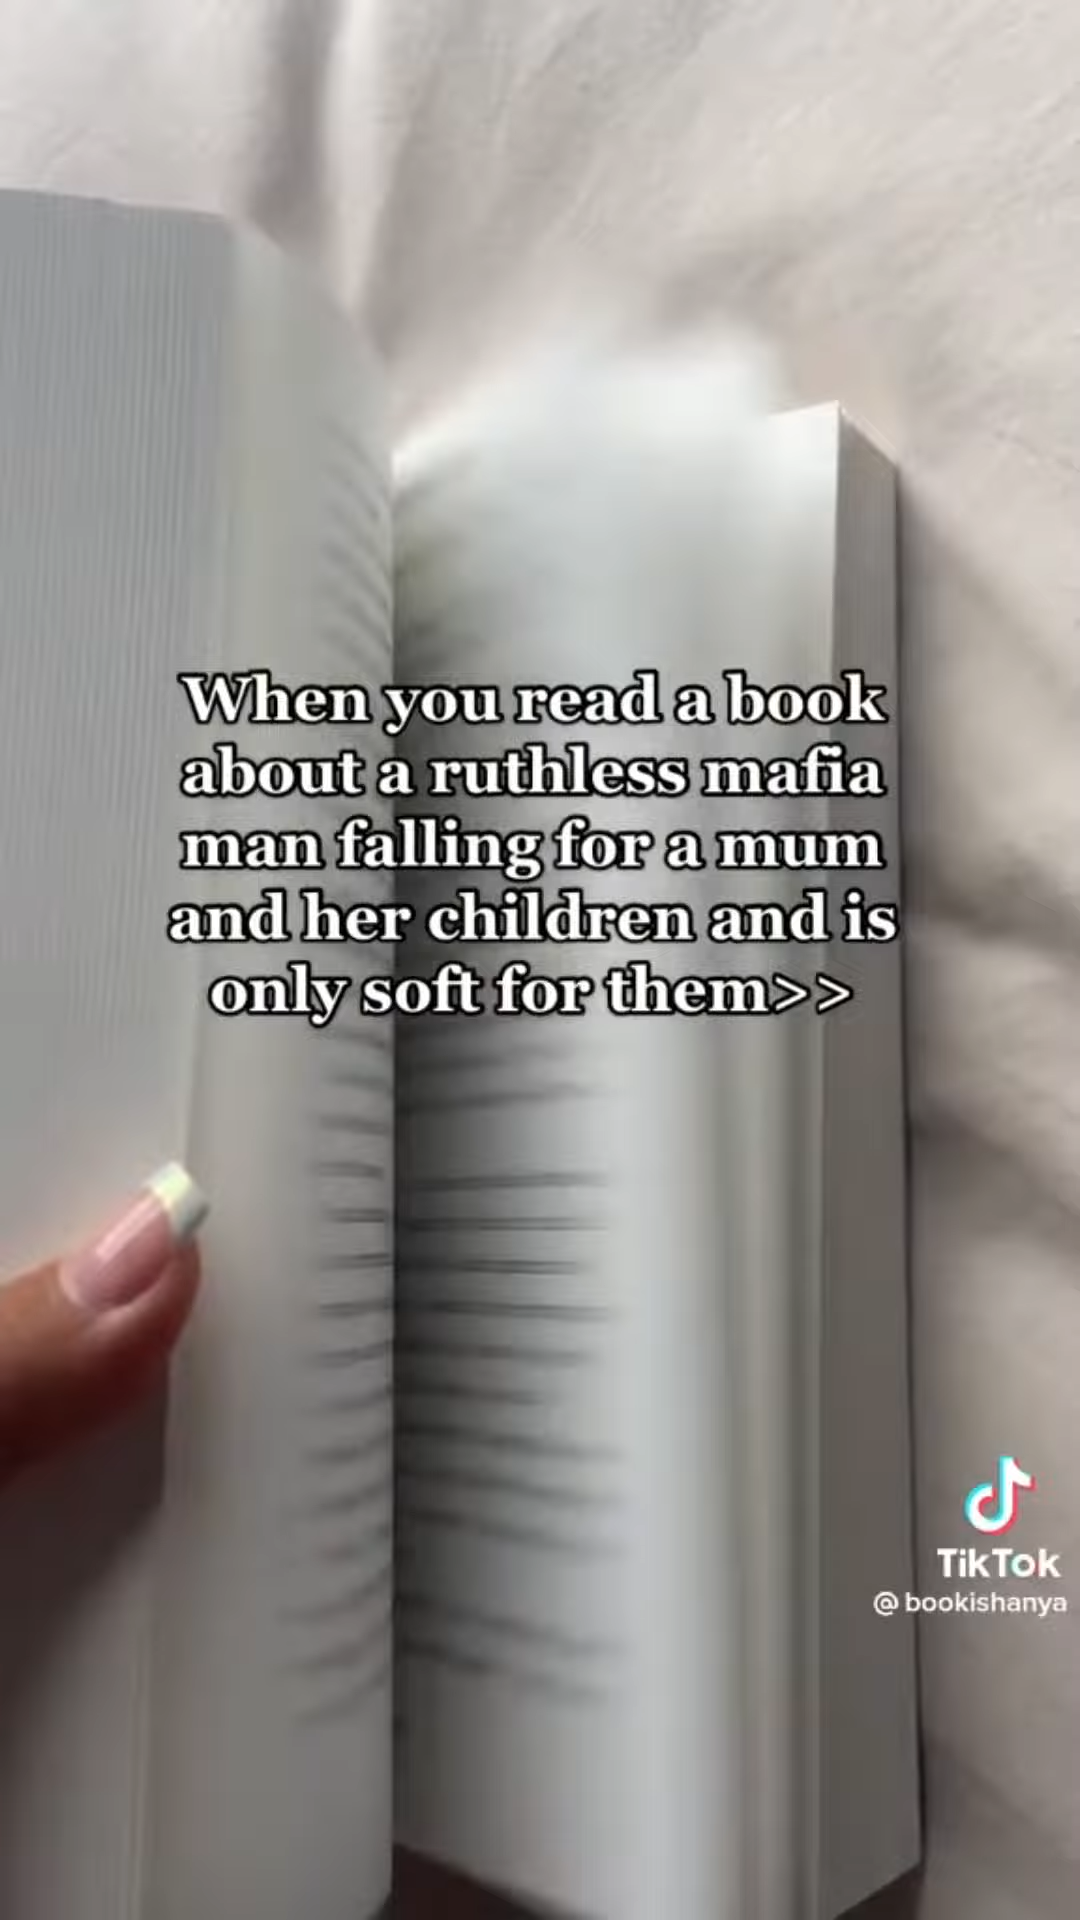 When you read a book
about a ruthless mafia
man falling for a mum
and her children and is
only soft for them>>
TikTok
@bookishanya